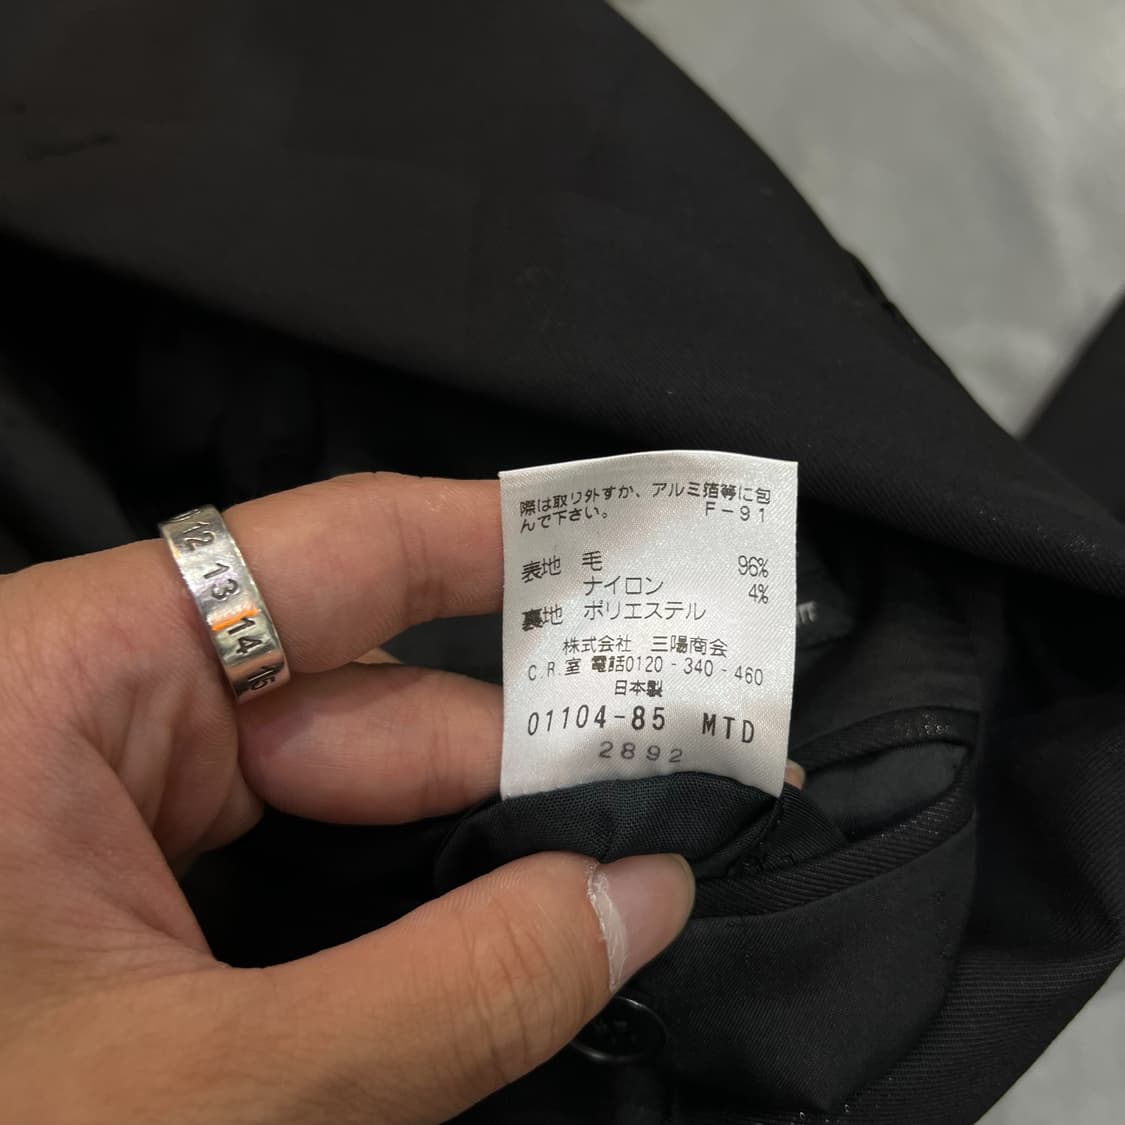 際は取り外すか、アルミ箔等に包
んで下さい。 F-91
表地 毛 96%
ナイロン 4%
裏地 ポリエステル
株式会社 三陽商会
C.R.室 電話0120-340-460
日本製
01104-85 MTD
2892
12 13 14 15